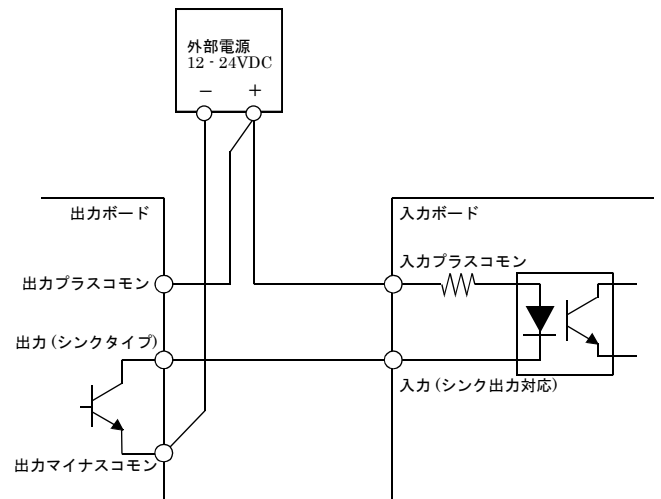 外部電源
12 - 24VDC
− +
出力ボード
入力ボード
出力プラスコモン
入力プラスコモン
出力 (シンクタイプ)
入力 (シンク出力対応)
出力マイナスコモン